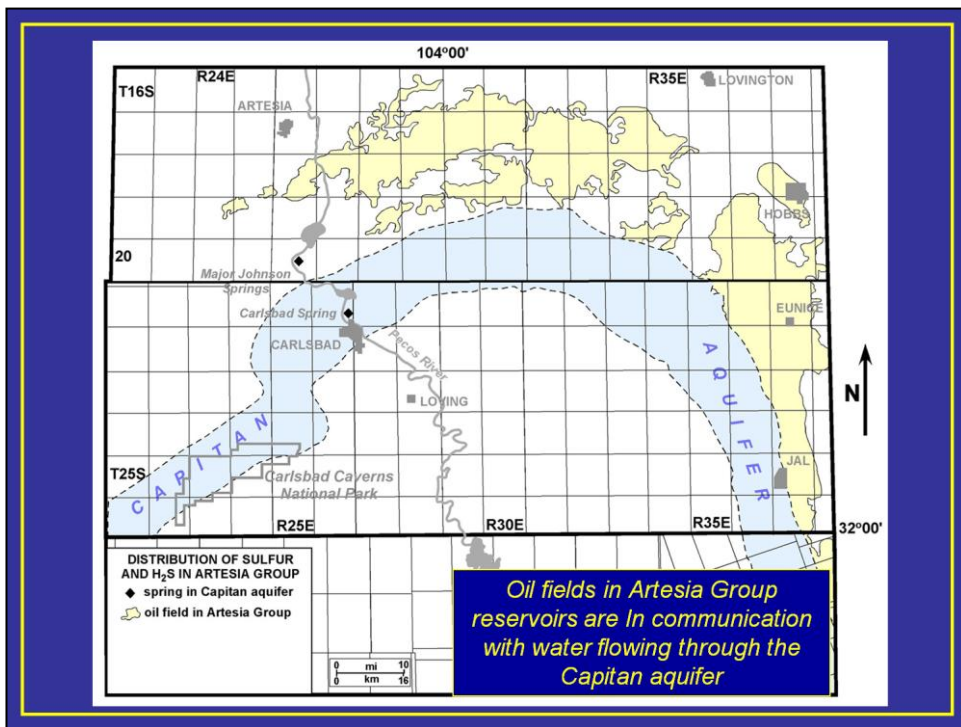 104°00'
R24E
R35E
LOVINGTON
T16S
ARTESIA
HOBBS
20
Major Johnson
Springs
Carlsbad Spring
EUNICE
CARLSBAD
Pecos River
AQUIFER
N
LOVING
CAPITAN
JAL
T25S
Carlsbad Caverns
National Park
R25E
R30E
R35E
32°00'
DISTRIBUTION OF SULFUR
AND H₂S IN ARTESIA GROUP
spring in Capitan aquifer
oil field in Artesia Group
0 mi 10
0 km 16
Oil fields in Artesia Group
reservoirs are In communication
with water flowing through the
Capitan aquifer